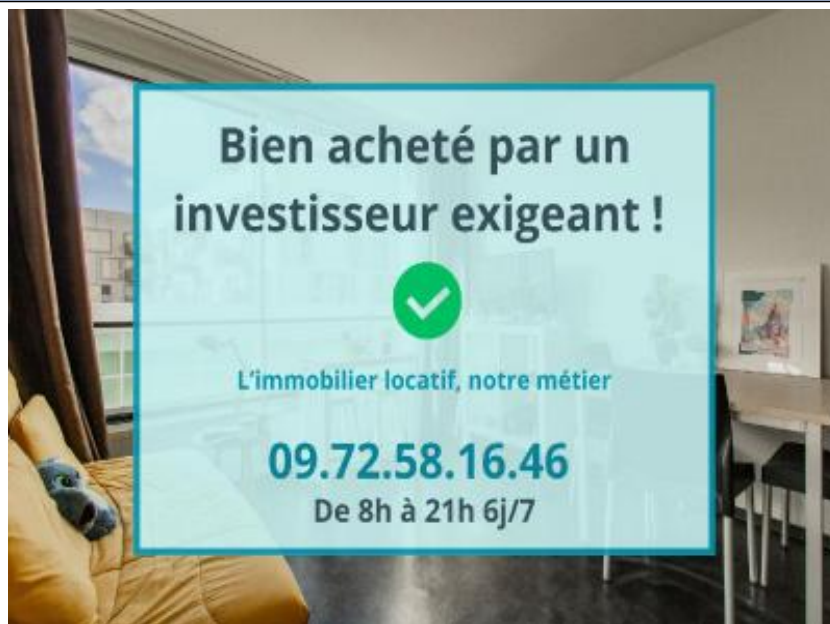 Bien acheté par un
investisseur exigeant !
L'immobilier locatif, notre métier
09.72.58.16.46
De 8h à 21h 6j/7